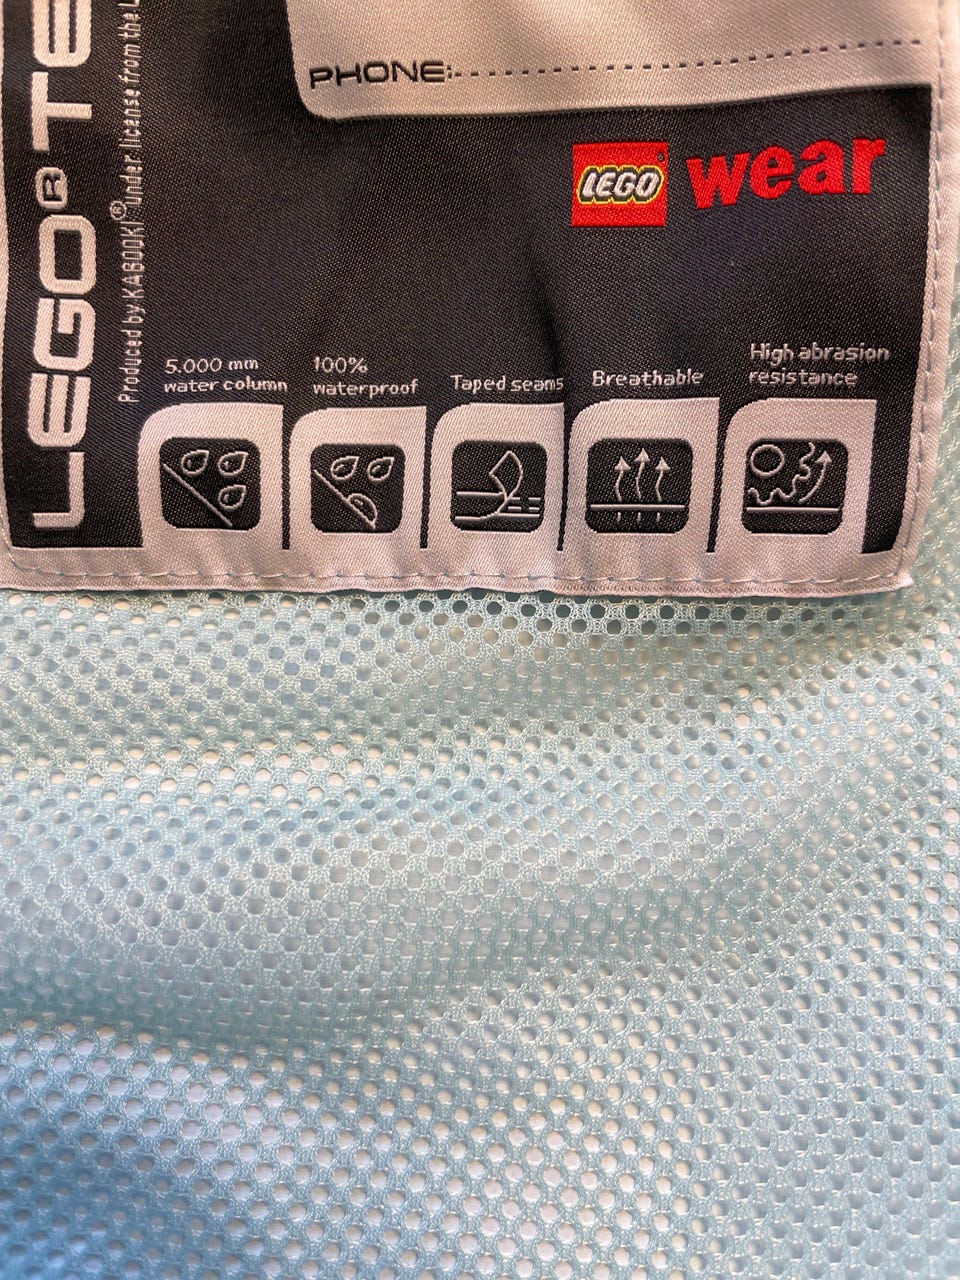 PHONE:
LEGO wear
LEGO®
Produced by KABOOKI® under license from the
5.000 mm
water column
100%
waterproof
Taped seams
Breathable
High abrasion
resistance